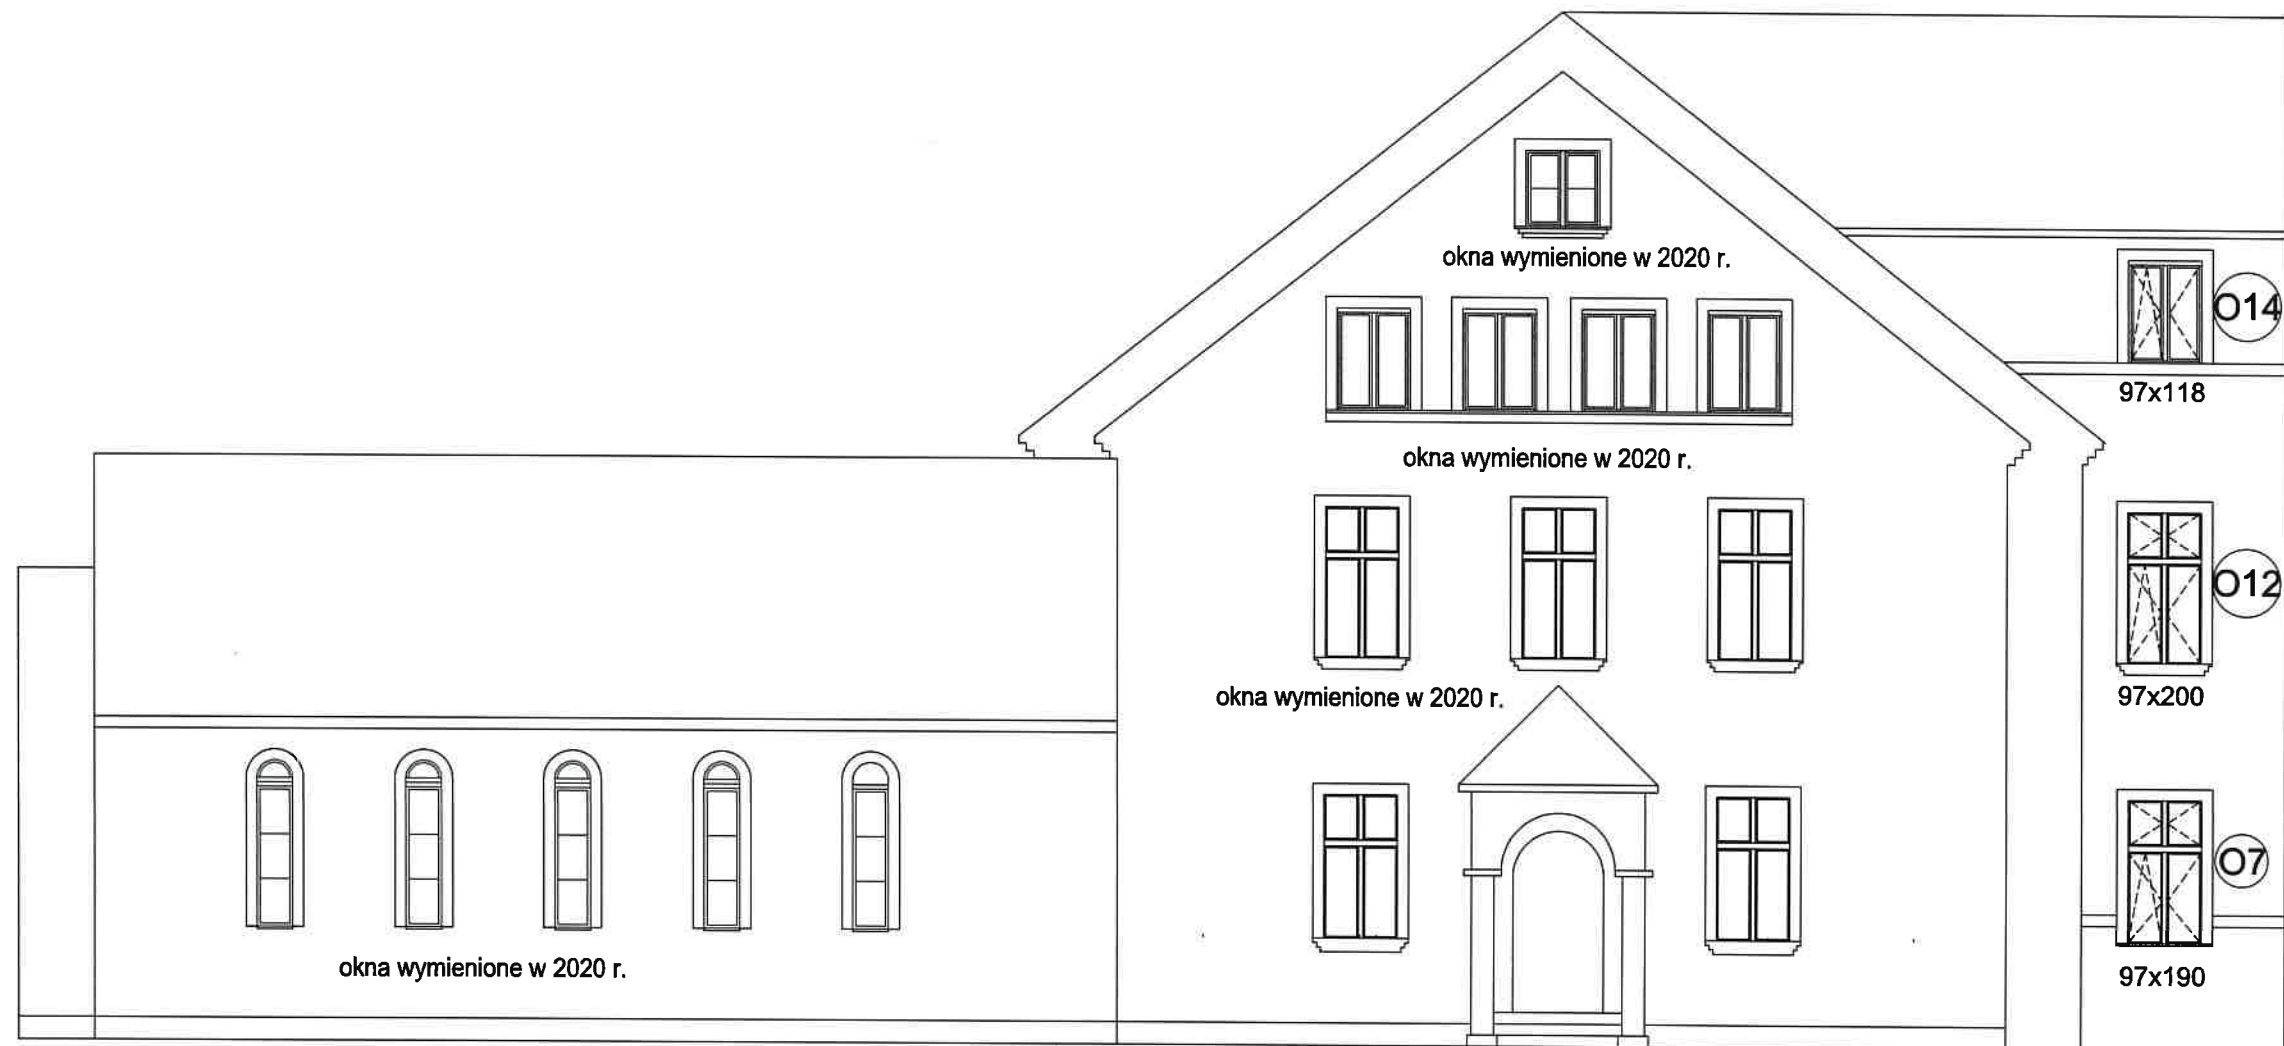 okna wymienione w 2020 r.
O14
97x118
okna wymienione w 2020 r.
O12
97x200
okna wymienione w 2020 r.
O7
97x190
okna wymienione w 2020 r.